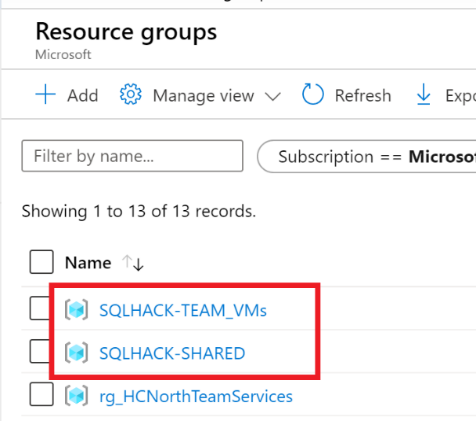 Resource groups
Microsoft
Add Manage view Refresh
Filter by name... Subscription ==
Showing 1 to 13 of 13 records.
Name
SQLHACK-TEAM_VMs
SQLHACK-SHARED
rg_HCNorthTeamServices